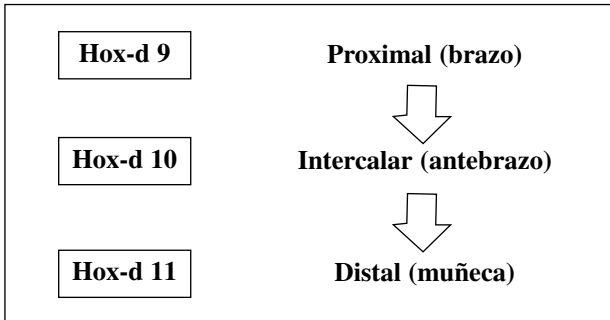 Hox-d 9 Proximal (brazo)
Hox-d 10 Intercalar (antebrazo)
Hox-d 11 Distal (muñeca)